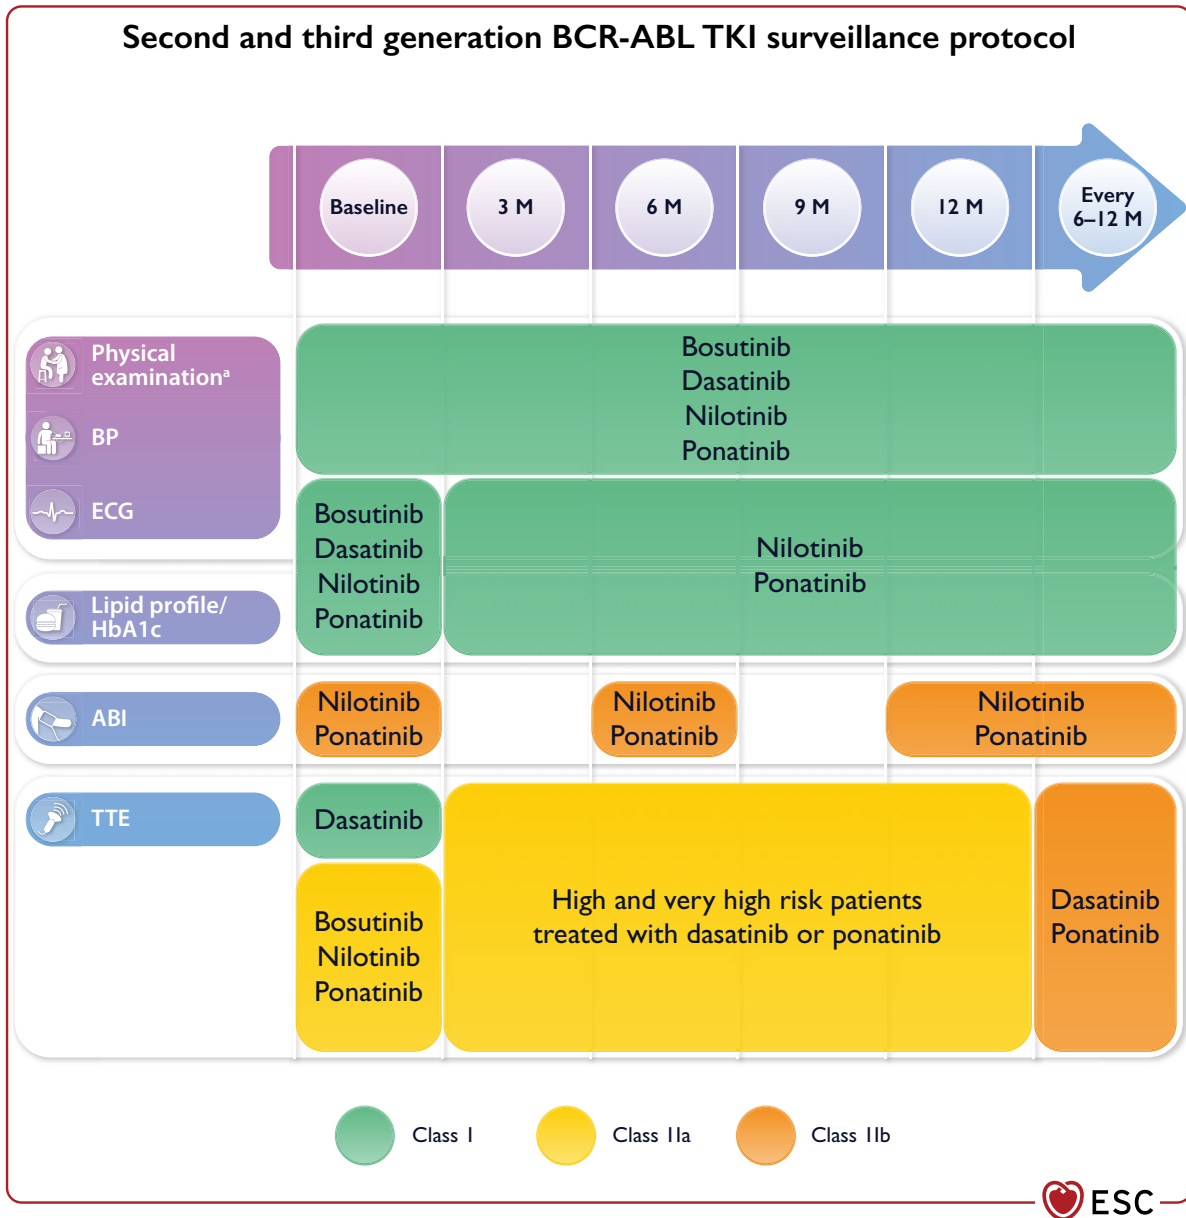 Second and third generation BCR-ABL TKI surveillance protocol
Baseline
3 M
6 M
9 M
12 M
Every
6–12 M
Physical
examinationᵃ
BP
ECG
Bosutinib
Dasatinib
Nilotinib
Ponatinib
Bosutinib
Dasatinib
Nilotinib
Ponatinib
Nilotinib
Ponatinib
Lipid profile/
HbA1c
ABI
Nilotinib
Ponatinib
Nilotinib
Ponatinib
Nilotinib
Ponatinib
TTE
Dasatinib
Bosutinib
Nilotinib
Ponatinib
High and very high risk patients
treated with dasatinib or ponatinib
Dasatinib
Ponatinib
Class I
Class IIa
Class IIb
ESC